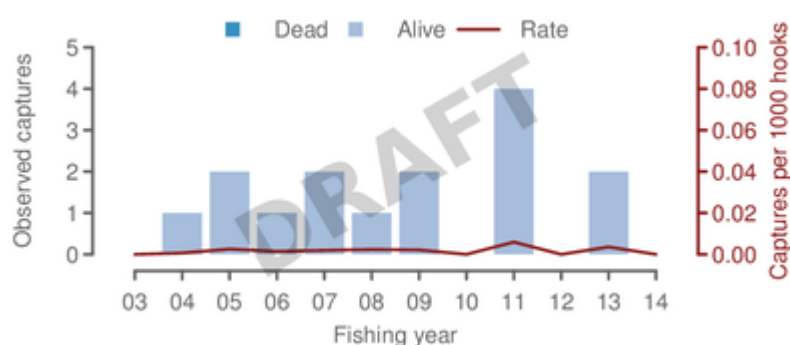 Dead Alive Rate
Observed captures
5
4
3
2
1
0
DRAFT
0.10
0.08
0.06
0.04
0.02
0.00
Captures per 1000 hooks
03 04 05 06 07 08 09 10 11 12 13 14
Fishing year